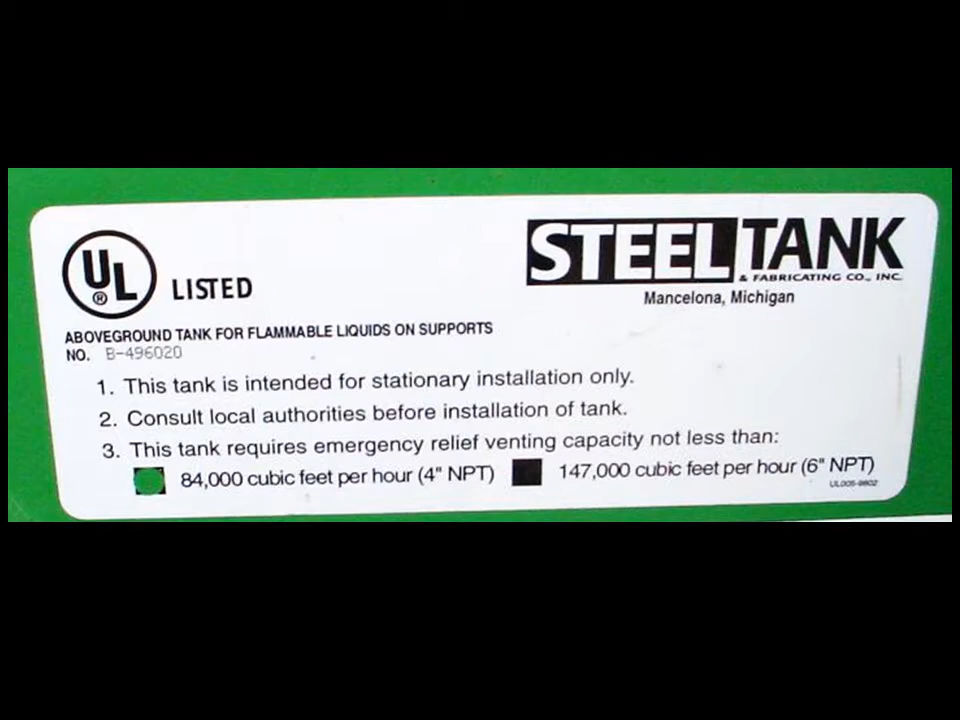 UL
®
LISTED
STEEL TANK
& FABRICATING CO., INC.
Mancelona, Michigan
ABOVEGROUND TANK FOR FLAMMABLE LIQUIDS ON SUPPORTS
NO. B-496020
1. This tank is intended for stationary installation only.
2. Consult local authorities before installation of tank.
3. This tank requires emergency relief venting capacity not less than:
84,000 cubic feet per hour (4" NPT) 147,000 cubic feet per hour (6" NPT)
UL005-9802